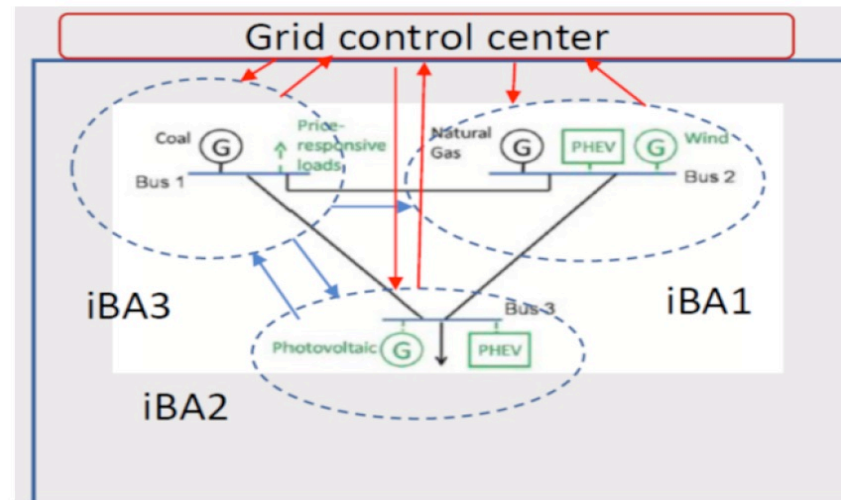 Grid control center
Coal
G
Price-
responsive
loads
Bus 1
Natural
Gas
G
PHEV
G
Wind
Bus 2
iBA3
iBA1
Bus 3
Photovoltaic
G
PHEV
iBA2